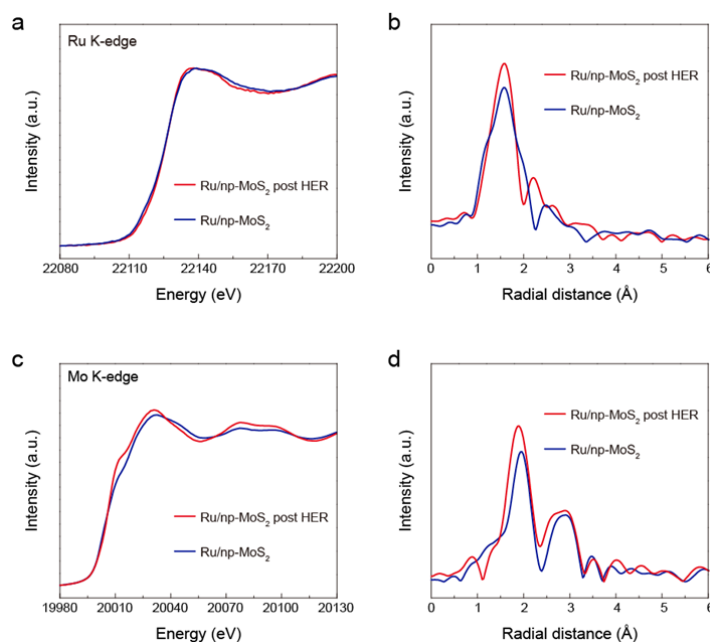 a
Ru K-edge
Intensity (a.u.)
Ru/np-MoS₂ post HER
Ru/np-MoS₂
22080 22110 22140 22170 22200
Energy (eV)
b
Intensity (a.u.)
Ru/np-MoS₂ post HER
Ru/np-MoS₂
0 1 2 3 4 5 6
Radial distance (Å)
c
Mo K-edge
Intensity (a.u.)
Ru/np-MoS₂ post HER
Ru/np-MoS₂
19980 20010 20040 20070 20100 20130
Energy (eV)
d
Intensity (a.u.)
Ru/np-MoS₂ post HER
Ru/np-MoS₂
0 1 2 3 4 5 6
Radial distance (Å)